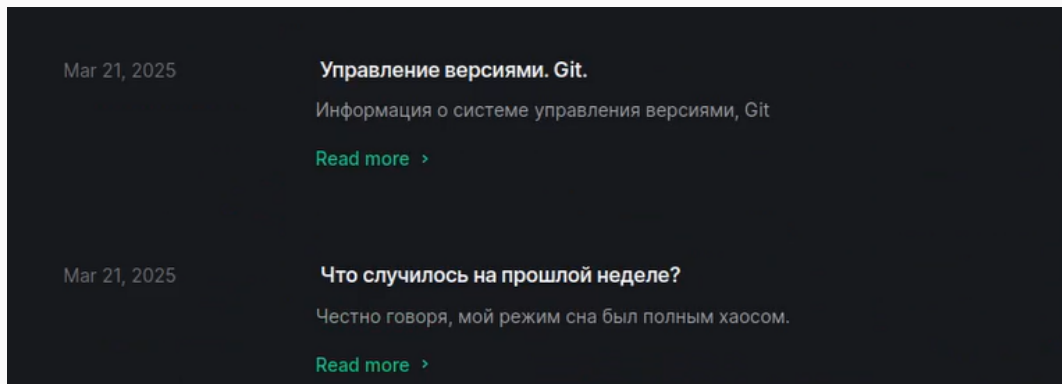 Mar 21, 2025
Управление версиями. Git.
Информация о системе управления версиями, Git
Read more ›
Mar 21, 2025
Что случилось на прошлой неделе?
Честно говоря, мой режим сна был полным хаосом.
Read more ›